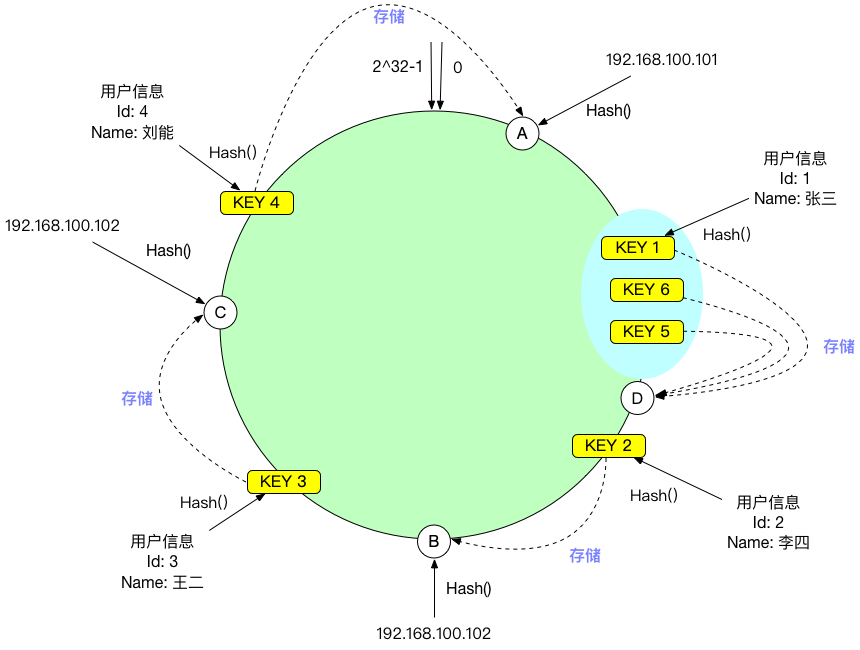 存储
2^32-1
0
192.168.100.101
Hash()
A
用户信息
Id: 4
Name: 刘能
Hash()
KEY 4
用户信息
Id: 1
Name: 张三
Hash()
KEY 1
KEY 6
KEY 5
存储
192.168.100.102
Hash()
C
存储
D
KEY 2
Hash()
用户信息
Id: 2
Name: 李四
存储
KEY 3
Hash()
用户信息
Id: 3
Name: 王二
B
Hash()
192.168.100.102